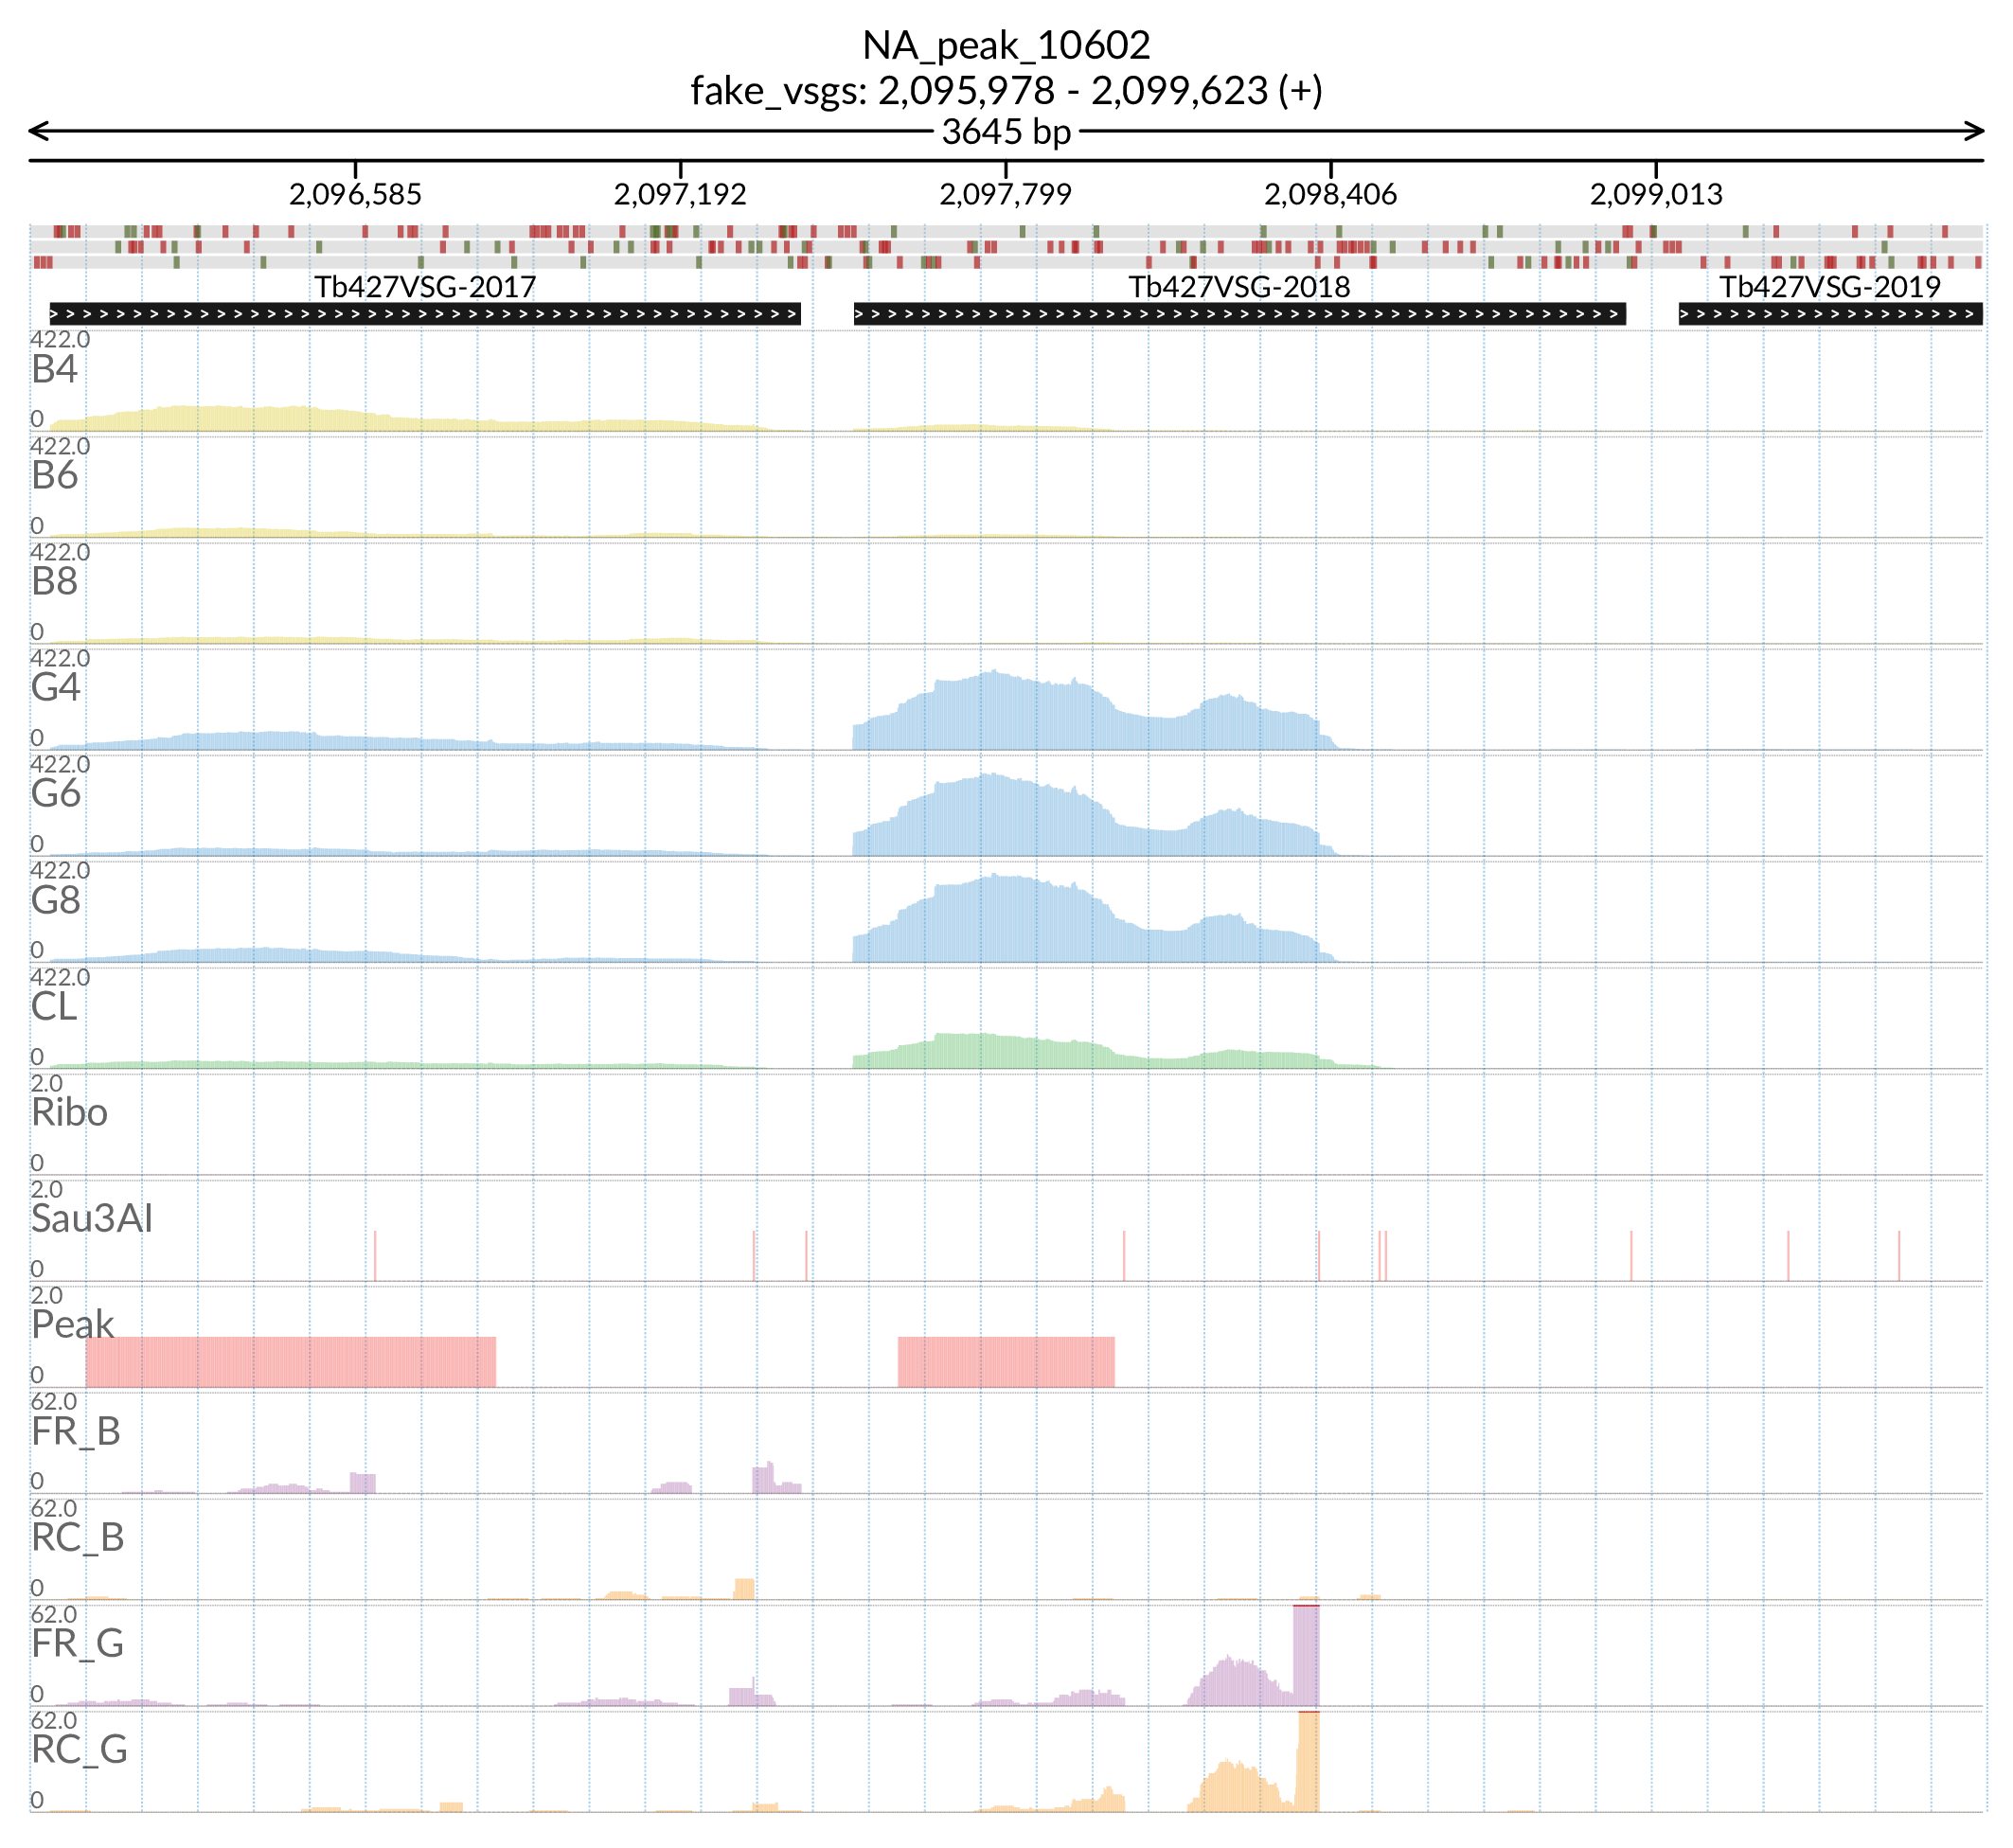 NA_peak_10602
fake_vsgs: 2,095,978 - 2,099,623 (+)
3645 bp
2,096,585 2,097,192 2,097,799 2,098,406 2,099,013
Tb427VSG-2017 Tb427VSG-2018 Tb427VSG-2019
422.0
B4
0
422.0
B6
0
422.0
B8
0
422.0
G4
0
422.0
G6
0
422.0
G8
0
422.0
CL
0
2.0
Ribo
0
2.0
Sau3AI
0
2.0
Peak
0
62.0
FR_B
0
62.0
RC_B
0
62.0
FR_G
0
62.0
RC_G
0